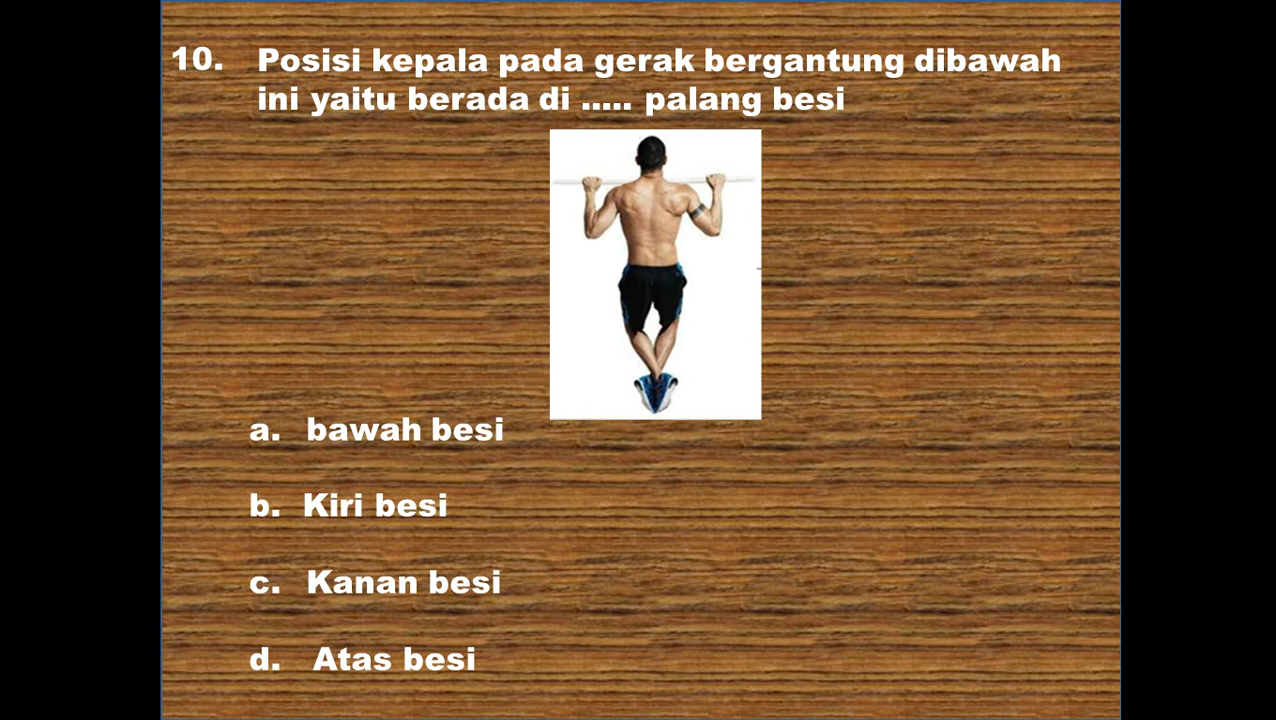 10. Posisi kepala pada gerak bergantung dibawah
ini yaitu berada di ..... palang besi
a. bawah besi
b. Kiri besi
c. Kanan besi
d. Atas besi